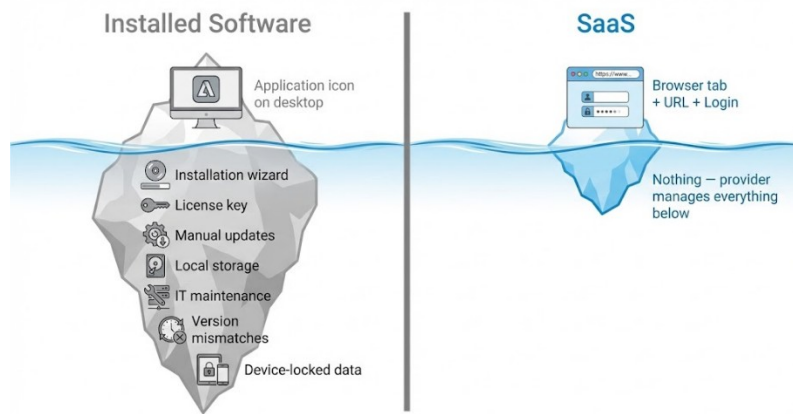 Installed Software
Application icon
on desktop
Installation wizard
License key
Manual updates
Local storage
IT maintenance
Version
mismatches
Device-locked data
SaaS
https://www...
Browser tab
+ URL + Login
Nothing — provider
manages everything
below